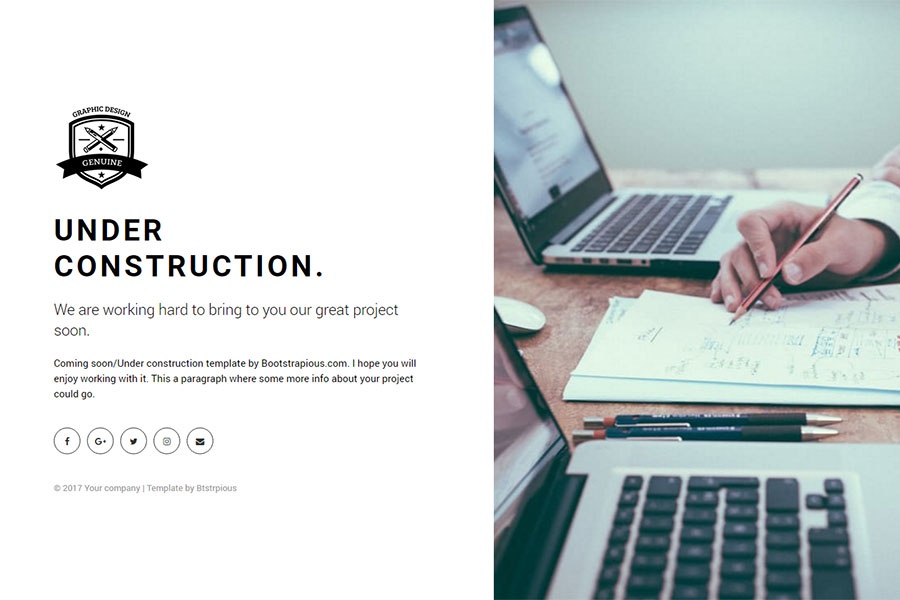 GRAPHIC DESIGN
GENUINE
UNDER
CONSTRUCTION.
We are working hard to bring to you our great project
soon.
Coming soon/Under construction template by Bootstrapious.com. I hope you will
enjoy working with it. This a paragraph where some more info about your project
could go.
© 2017 Your company | Template by Btstrpious